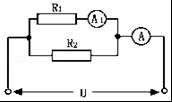 R₁ A₁
R₂ A
U